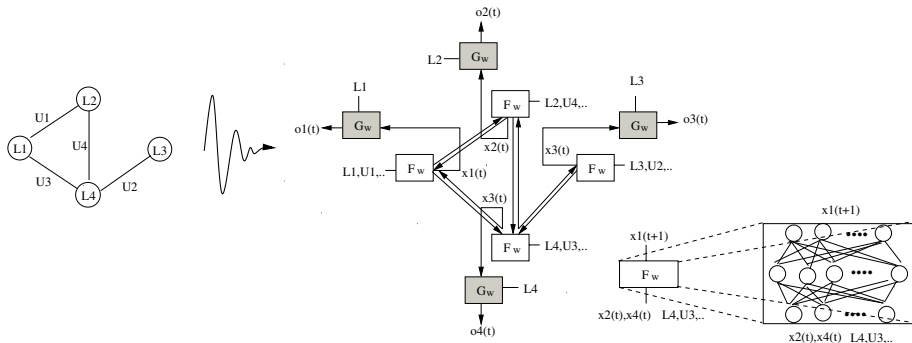 L2
U1
L1
U4
L3
U3
U2
L4
o2(t)
L2
Gw
L1
Gw
o1(t)
L3
Gw
o3(t)
Fw
L2,U4,..
x2(t)
x3(t)
L1,U1,..
Fw
x1(t)
Fw
L3,U2,..
x3(t)
Fw
L4,U3,..
Gw
L4
o4(t)
x1(t+1)
Fw
x2(t),x4(t) L4,U3,..
x1(t+1)
x2(t),x4(t) L4,U3,..